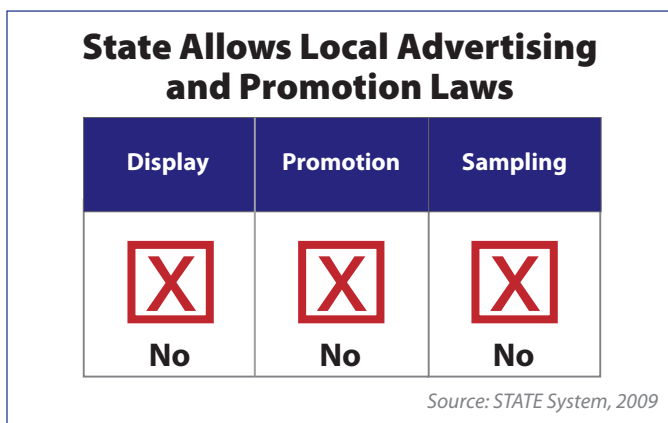 State Allows Local Advertising
and Promotion Laws
Display Promotion Sampling
X X X
No No No
Source: STATE System, 2009